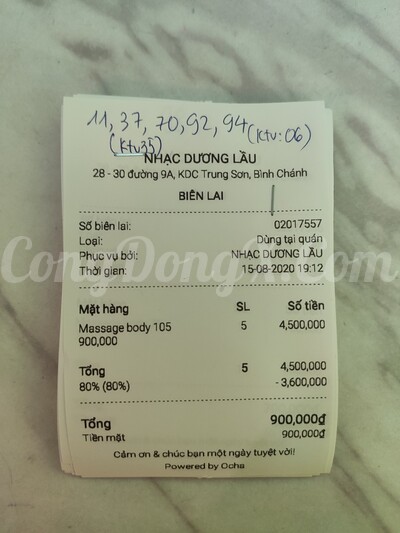 11, 37, 70, 92, 94 (ktv: 06)
(ktv35)
NHẠC DƯƠNG LẦU
28 - 30 đường 9A, KDC Trung Sơn, Bình Chánh
BIÊN LAI
Số biên lai: 02017557
Loại: Dùng tại quán
Phục vụ bởi: NHẠC DƯƠNG LẦU
Thời gian: 15-08-2020 19:12
Mặt hàng SL Số tiền
Massage body 105 5 4,500,000
900,000
Tổng 5 4,500,000
80% (80%) - 3,600,000
Tổng 900,000₫
Tiền mặt 900,000₫
Cảm ơn & chúc bạn một ngày tuyệt vời!
Powered by Ocha